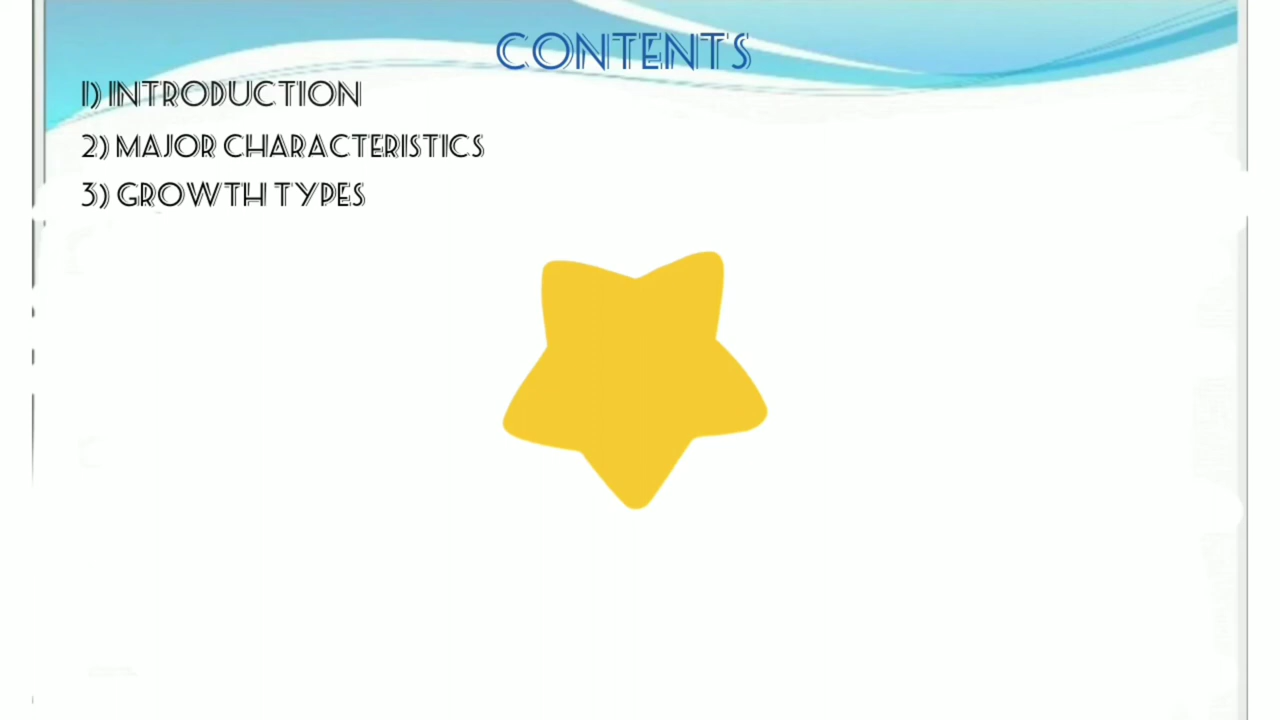 CONTENTS
1) INTRODUCTION
2) MAJOR CHARACTERISTICS
3) GROWTH TYPES